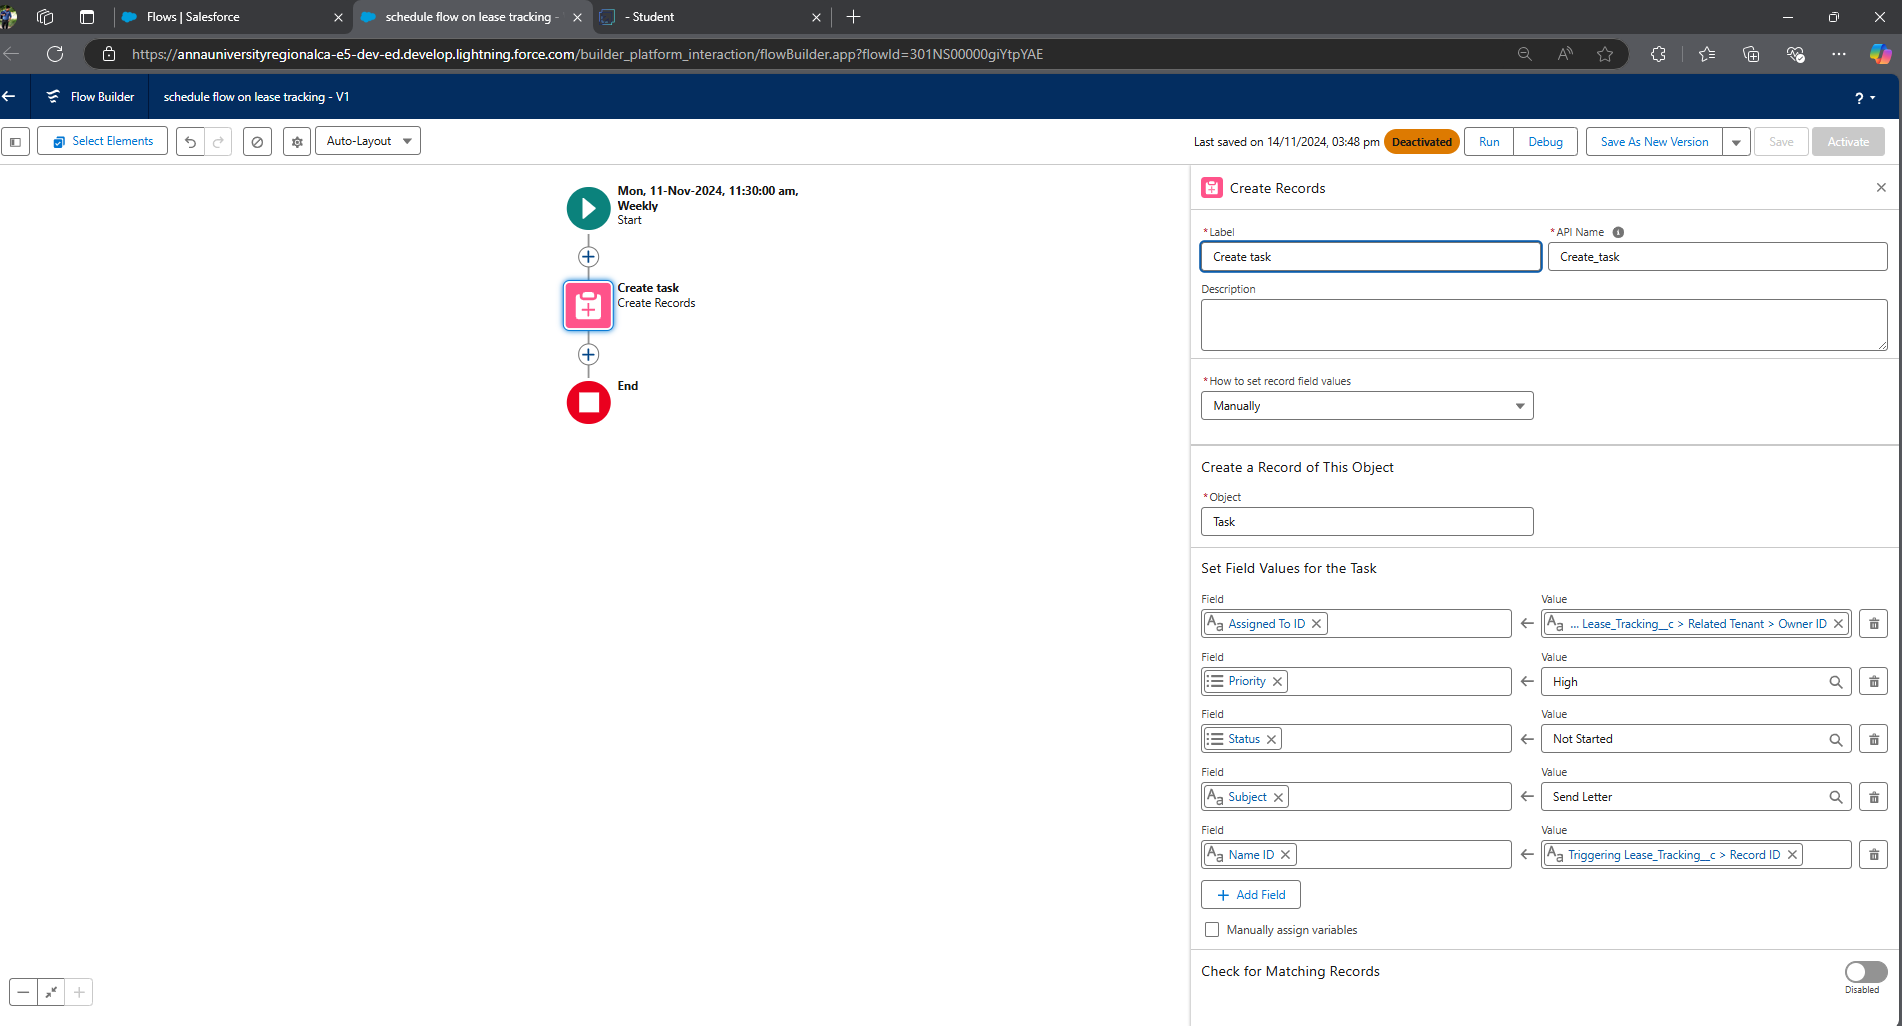 Flows | Salesforce
schedule flow on lease tracking -
- Student
https://annauniversityregionalca-e5-dev-ed.develop.lightning.force.com/builder_platform_interaction/flowBuilder.app?flowId=301NS00000giYtpYAE
Flow Builder
schedule flow on lease tracking - V1
?
Select Elements
Auto-Layout
Last saved on 14/11/2024, 03:48 pm
Deactivated
Run
Debug
Save As New Version
Save
Activate
Mon, 11-Nov-2024, 11:30:00 am,
Weekly
Start
Create task
Create Records
End
Create Records
*Label
*API Name
Create task
Create_task
Description
*How to set record field values
Manually
Create a Record of This Object
*Object
Task
Set Field Values for the Task
Field
Value
Aa Assigned To ID
Aa ... Lease_Tracking__c > Related Tenant > Owner ID
Field
Value
Priority
High
Field
Value
Status
Not Started
Field
Value
Aa Subject
Send Letter
Field
Value
Aa Name ID
Aa Triggering Lease_Tracking__c > Record ID
+ Add Field
Manually assign variables
Check for Matching Records
Disabled